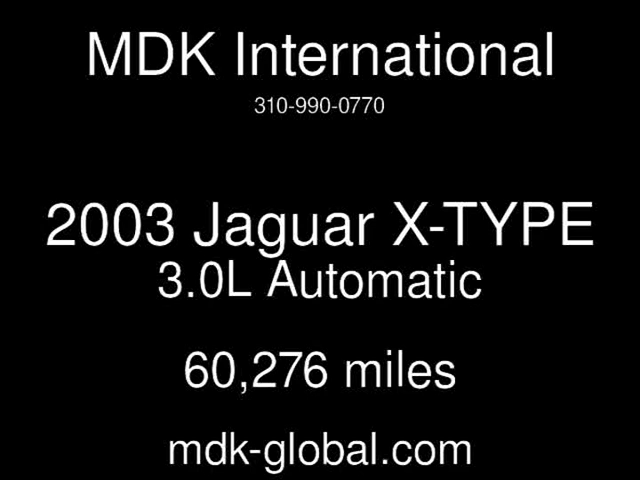 MDK International
310-990-0770
2003 Jaguar X-TYPE
3.0L Automatic
60,276 miles
mdk-global.com